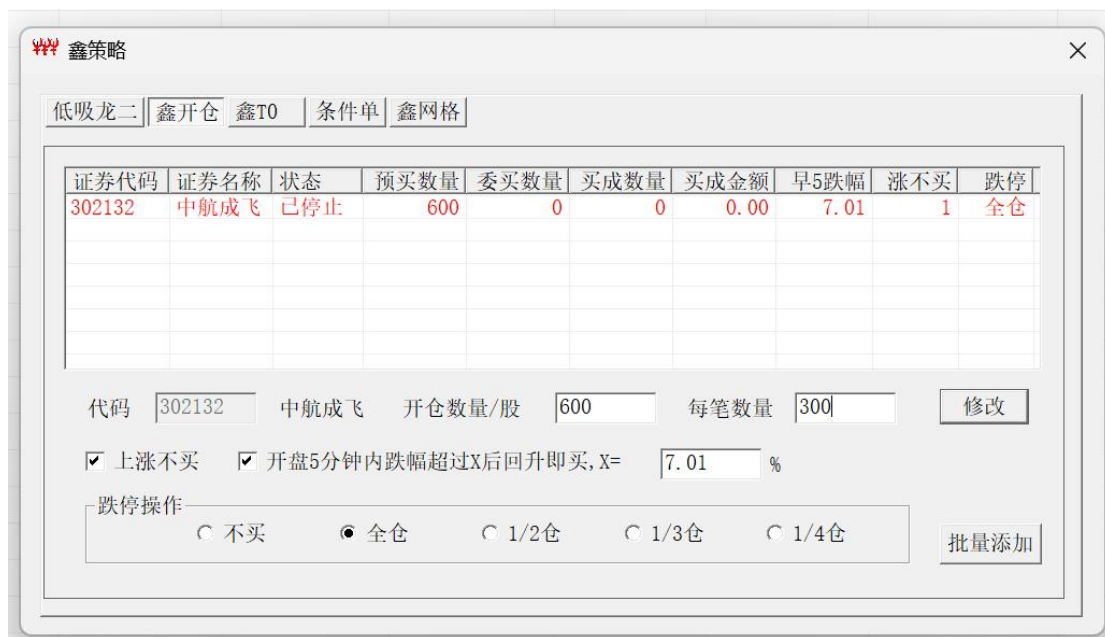 鑫策略
低吸龙二 鑫开仓 鑫T0 条件单 鑫网格
证券代码 证券名称 状态 预买数量 委买数量 买成数量 买成金额 早5跌幅 涨不买 跌停
302132 中航成飞 已停止 600 0 0 0.00 7.01 1 全仓
代码 302132 中航成飞 开仓数量/股 600 每笔数量 300 修改
上涨不买 开盘5分钟内跌幅超过X后回升即买,X= 7.01 %
跌停操作
不买 全仓 1/2仓 1/3仓 1/4仓
批量添加